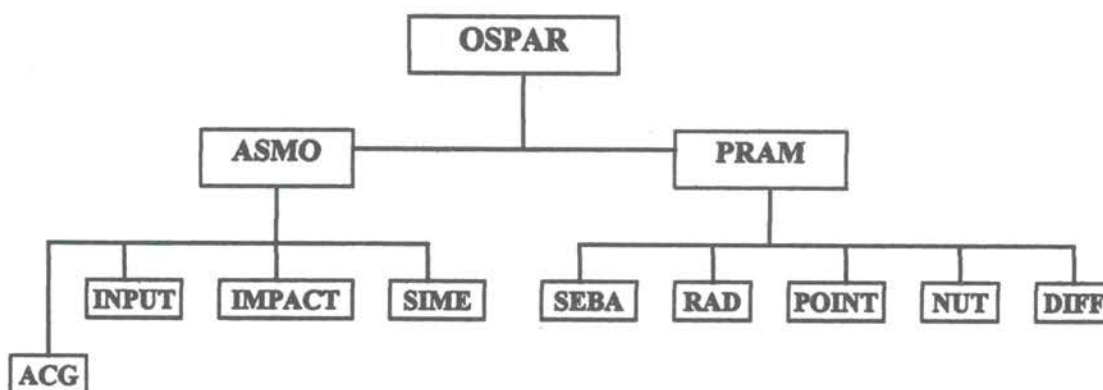 OSPAR
ASMO PRAM
INPUT IMPACT SIME SEBA RAD POINT NUT DIFF
ACG